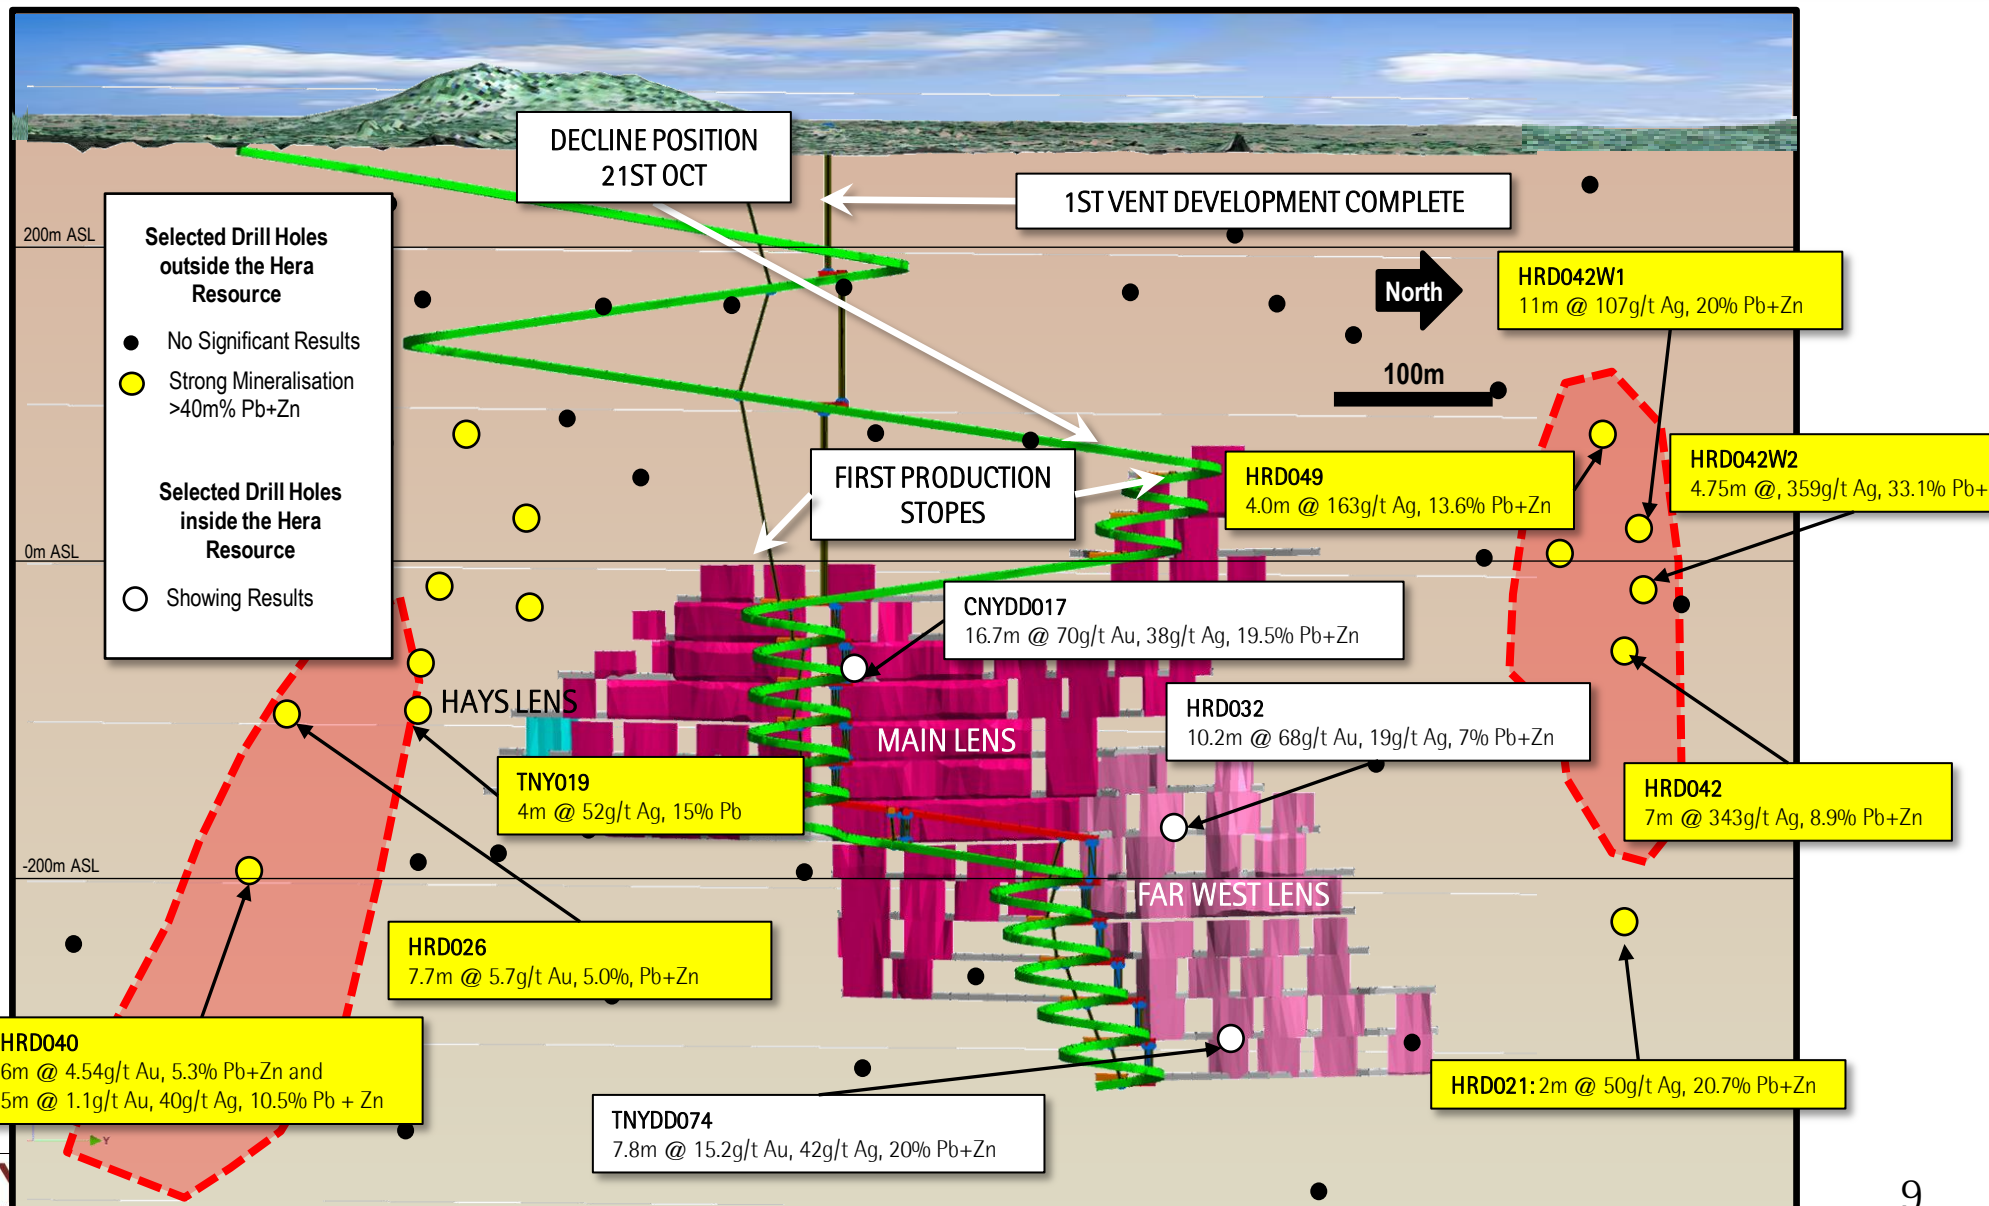 DECLINE POSITION
21ST OCT
1ST VENT DEVELOPMENT COMPLETE
200m ASL
Selected Drill Holes
outside the Hera
Resource
No Significant Results
Strong Mineralisation
>40m% Pb+Zn
Selected Drill Holes
inside the Hera
Resource
Showing Results
North
100m
HRD042W1
11m @ 107g/t Ag, 20% Pb+Zn
FIRST PRODUCTION
STOPES
HRD049
4.0m @ 163g/t Ag, 13.6% Pb+Zn
HRD042W2
4.75m @, 359g/t Ag, 33.1% Pb+
0m ASL
CNYDD017
16.7m @ 70g/t Au, 38g/t Ag, 19.5% Pb+Zn
HAYS LENS
MAIN LENS
HRD032
10.2m @ 68g/t Au, 19g/t Ag, 7% Pb+Zn
TNY019
4m @ 52g/t Ag, 15% Pb
HRD042
7m @ 343g/t Ag, 8.9% Pb+Zn
-200m ASL
FAR WEST LENS
HRD026
7.7m @ 5.7g/t Au, 5.0%, Pb+Zn
HRD040
6m @ 4.54g/t Au, 5.3% Pb+Zn and
5m @ 1.1g/t Au, 40g/t Ag, 10.5% Pb + Zn
HRD021: 2m @ 50g/t Ag, 20.7% Pb+Zn
TNYDD074
7.8m @ 15.2g/t Au, 42g/t Ag, 20% Pb+Zn
Y
9